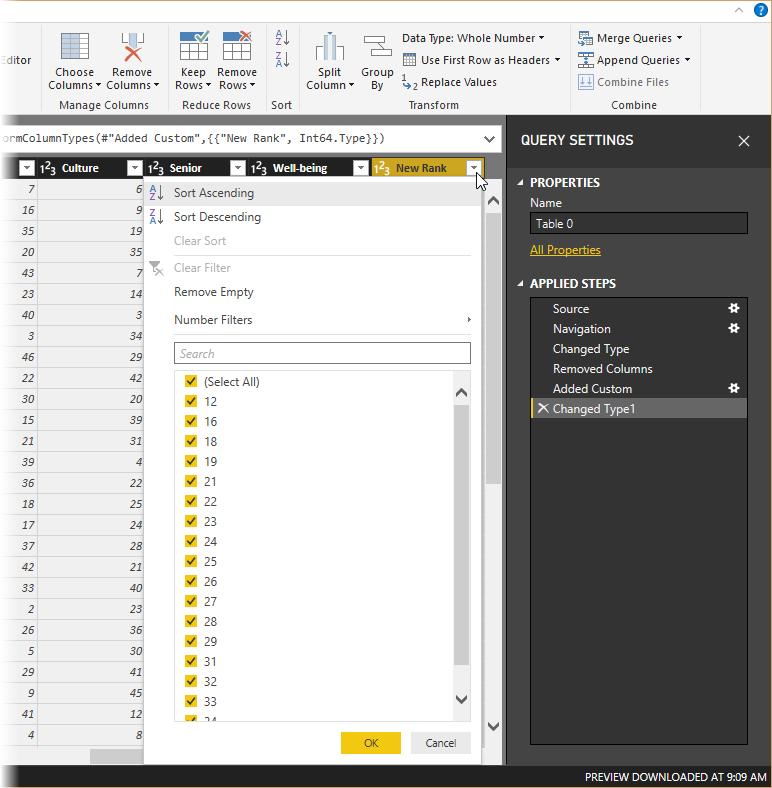 ?
Editor
Choose Columns
Remove Columns
Manage Columns
Keep Rows
Remove Rows
Reduce Rows
A Z
Z A
Sort
Split Column
Group By
Data Type: Whole Number
Use First Row as Headers
1 2 Replace Values
Transform
Merge Queries
Append Queries
Combine Files
Combine
ormColumnTypes(#"Added Custom",{{"New Rank", Int64.Type}})
123 Culture 123 Senior 123 Well-being 123 New Rank
7 6
16 9
35 19
20 35
43 7
23 14
40 3
3 34
46 29
22 42
30 20
15 39
21 31
39 4
36 22
18 25
17 24
37 28
21 21
33 40
2 23
26 36
5 30
29 41
9 45
41 12
4 8
A Z Sort Ascending
Z A Sort Descending
Clear Sort
Clear Filter
Remove Empty
Number Filters
Search
(Select All)
12
16
18
19
21
22
23
24
25
26
27
28
29
31
32
33
34
OK Cancel
QUERY SETTINGS
PROPERTIES
Name
Table 0
All Properties
APPLIED STEPS
Source
Navigation
Changed Type
Removed Columns
Added Custom
Changed Type1
PREVIEW DOWNLOADED AT 9:09 AM